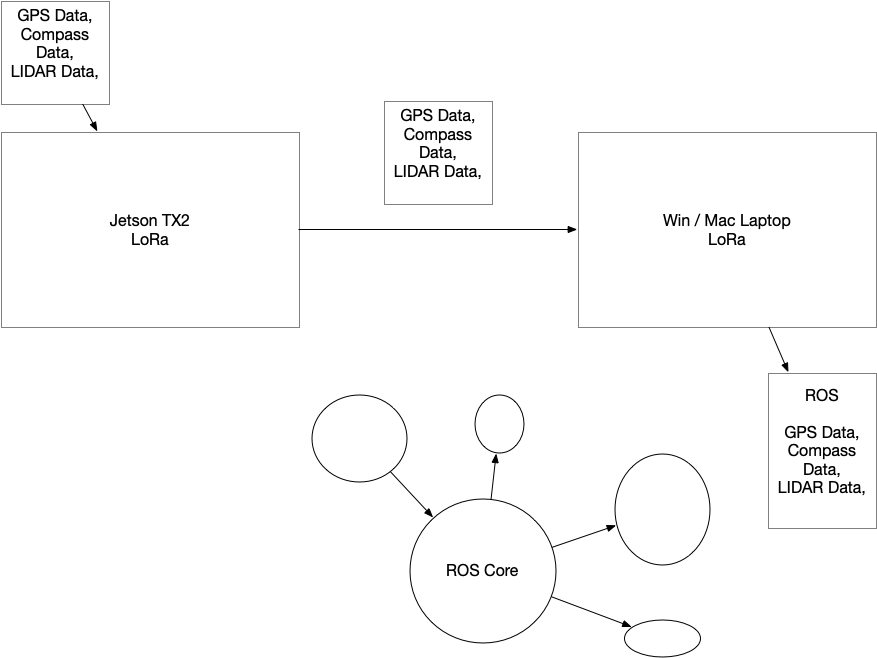 GPS Data,
Compass
Data,
LIDAR Data,
GPS Data,
Compass
Data,
LIDAR Data,
Jetson TX2
LoRa
Win / Mac Laptop
LoRa
ROS
GPS Data,
Compass
Data,
LIDAR Data,
ROS Core